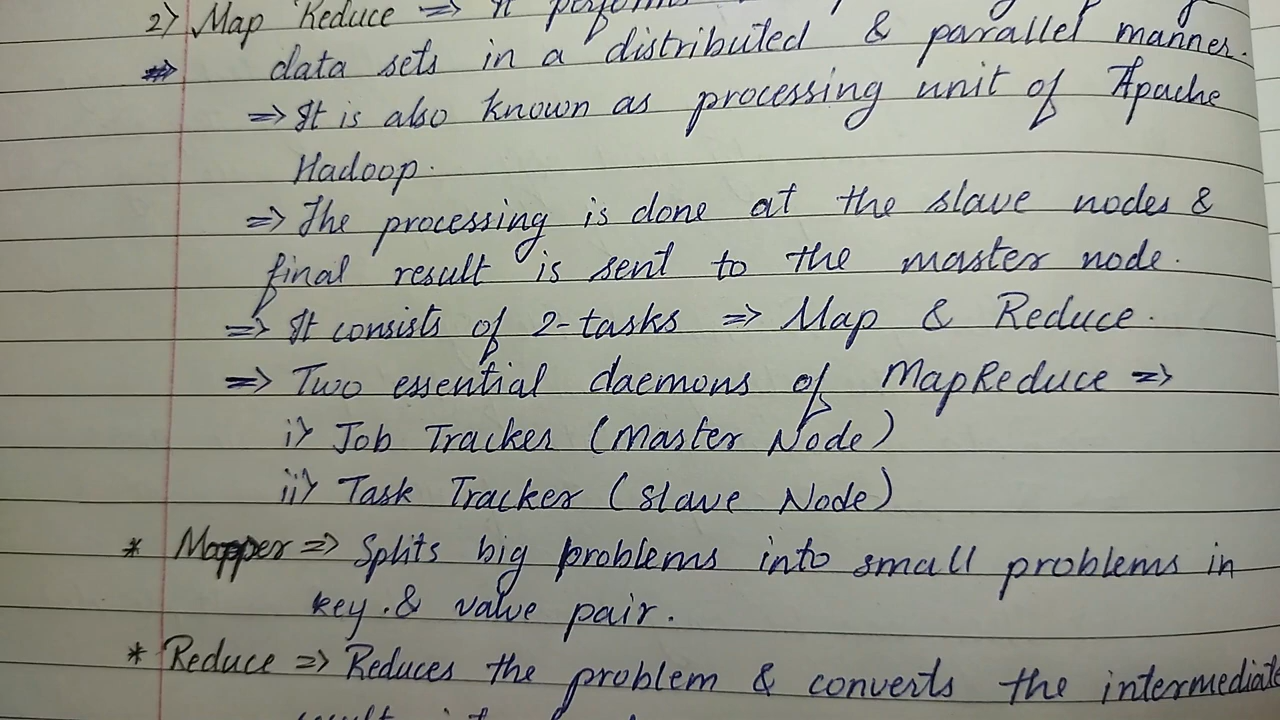 2) Map Reduce => It performs
=> data sets in a distributed & parallel manner.
=> It is also known as processing unit of Apache
Hadoop.
=> The processing is done at the slave nodes &
final result is sent to the master node.
=> It consists of 2-tasks => Map & Reduce.
=> Two essential daemons of MapReduce =>
i) Job Tracker (Master Node)
ii) Task Tracker (Slave Node)
* Mapper => Splits big problems into small problems in
key. & value pair.
* Reduce => Reduces the problem & converts the intermediate